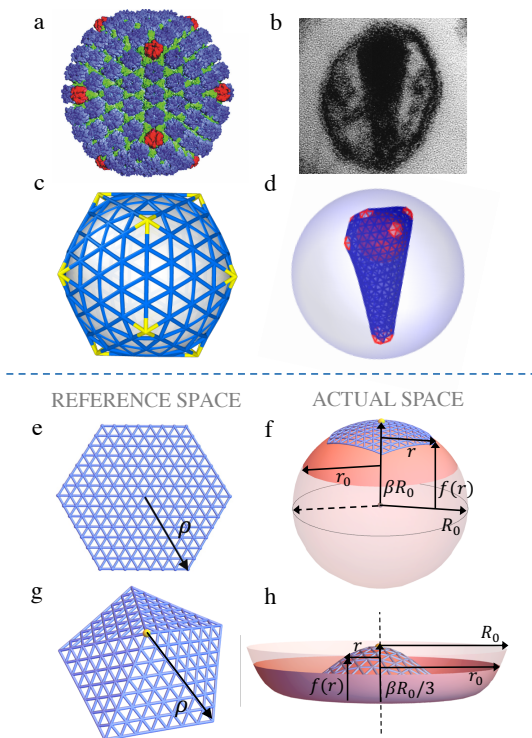 a
b
c
d
REFERENCE SPACE
ACTUAL SPACE
e
ρ
f
r
r₀
βR₀
f(r)
R₀
g
ρ
h
r
R₀
f(r)
βR₀/3
r₀